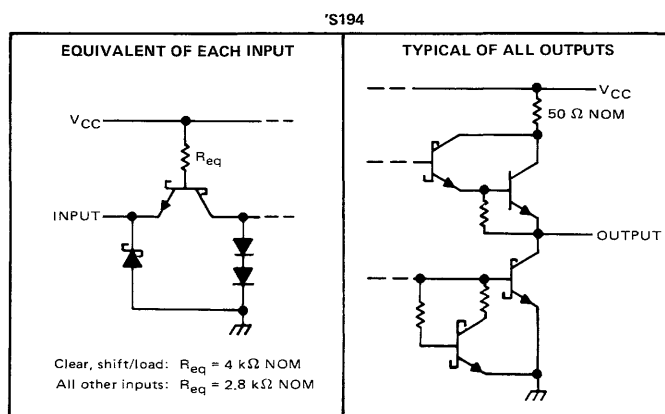 'S194
EQUIVALENT OF EACH INPUT
VCC
Req
INPUT
Clear, shift/load: Req = 4 kΩ NOM
All other inputs: Req = 2.8 kΩ NOM
TYPICAL OF ALL OUTPUTS
VCC
50 Ω NOM
OUTPUT